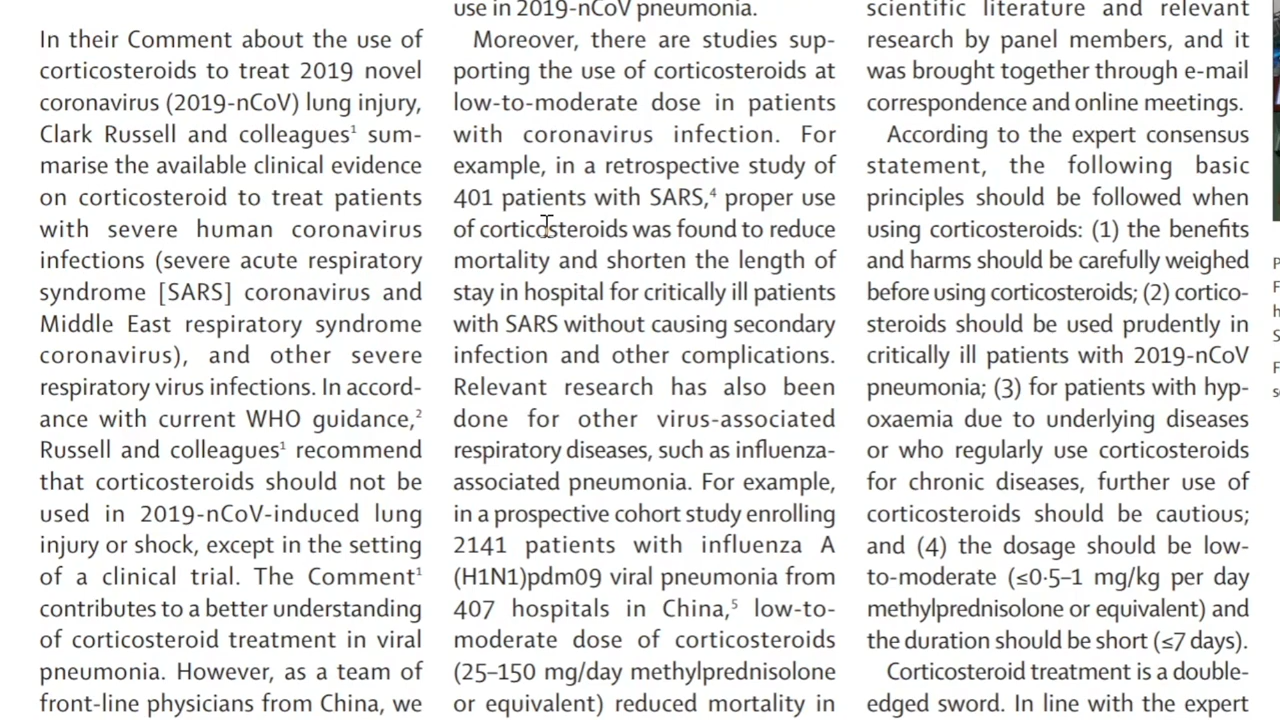 In their Comment about the use of
corticosteroids to treat 2019 novel
coronavirus (2019-nCoV) lung injury,
Clark Russell and colleagues¹ sum-
marise the available clinical evidence
on corticosteroid to treat patients
with severe human coronavirus
infections (severe acute respiratory
syndrome [SARS] coronavirus and
Middle East respiratory syndrome
coronavirus), and other severe
respiratory virus infections. In accord-
ance with current WHO guidance,²
Russell and colleagues¹ recommend
that corticosteroids should not be
used in 2019-nCoV-induced lung
injury or shock, except in the setting
of a clinical trial. The Comment¹
contributes to a better understanding
of corticosteroid treatment in viral
pneumonia. However, as a team of
front-line physicians from China, we
use in 2019-nCoV pneumonia.
Moreover, there are studies sup-
porting the use of corticosteroids at
low-to-moderate dose in patients
with coronavirus infection. For
example, in a retrospective study of
401 patients with SARS,⁴ proper use
of corticosteroids was found to reduce
mortality and shorten the length of
stay in hospital for critically ill patients
with SARS without causing secondary
infection and other complications.
Relevant research has also been
done for other virus-associated
respiratory diseases, such as influenza-
associated pneumonia. For example,
in a prospective cohort study enrolling
2141 patients with influenza A
(H1N1)pdm09 viral pneumonia from
407 hospitals in China,⁵ low-to-
moderate dose of corticosteroids
(25–150 mg/day methylprednisolone
or equivalent) reduced mortality in
scientific literature and relevant
research by panel members, and it
was brought together through e-mail
correspondence and online meetings.
According to the expert consensus
statement, the following basic
principles should be followed when
using corticosteroids: (1) the benefits
and harms should be carefully weighed
before using corticosteroids; (2) cortico-
steroids should be used prudently in
critically ill patients with 2019-nCoV
pneumonia; (3) for patients with hyp-
oxaemia due to underlying diseases
or who regularly use corticosteroids
for chronic diseases, further use of
corticosteroids should be cautious;
and (4) the dosage should be low-
to-moderate (≤0·5–1 mg/kg per day
methylprednisolone or equivalent) and
the duration should be short (≤7 days).
Corticosteroid treatment is a double-
edged sword. In line with the expert